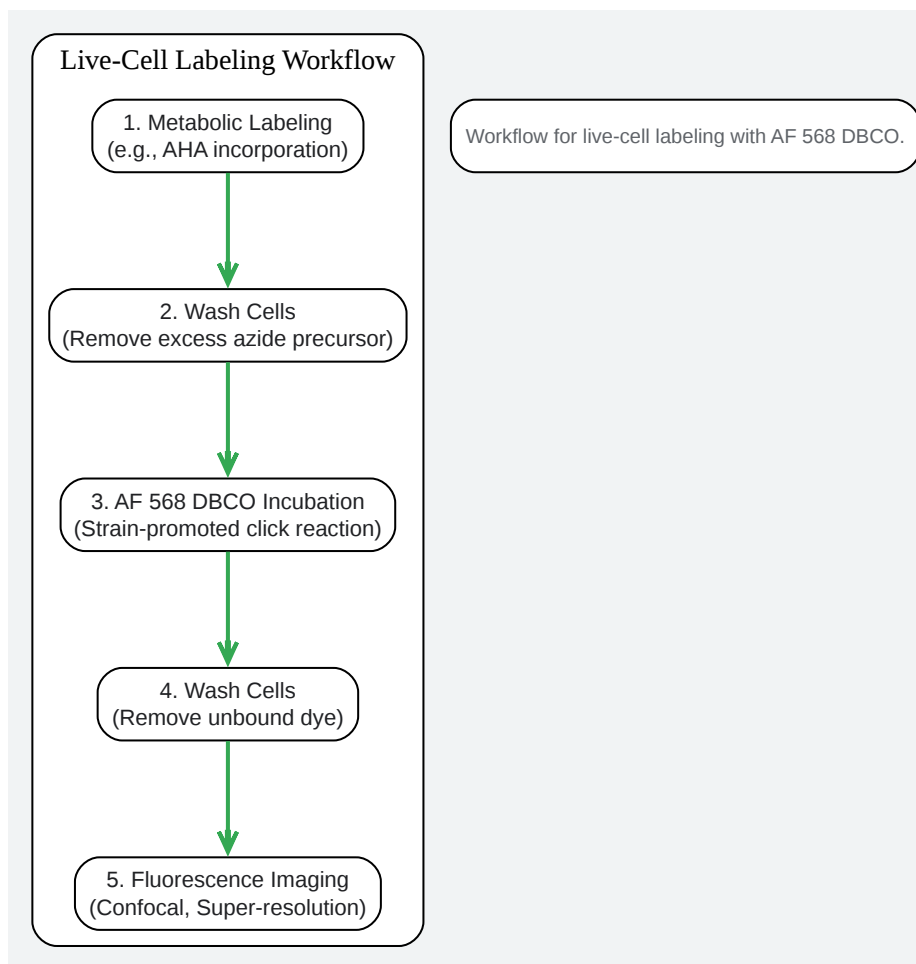 Live-Cell Labeling Workflow
1. Metabolic Labeling
(e.g., AHA incorporation)
Workflow for live-cell labeling with AF 568 DBCO.
2. Wash Cells
(Remove excess azide precursor)
3. AF 568 DBCO Incubation
(Strain-promoted click reaction)
4. Wash Cells
(Remove unbound dye)
5. Fluorescence Imaging
(Confocal, Super-resolution)